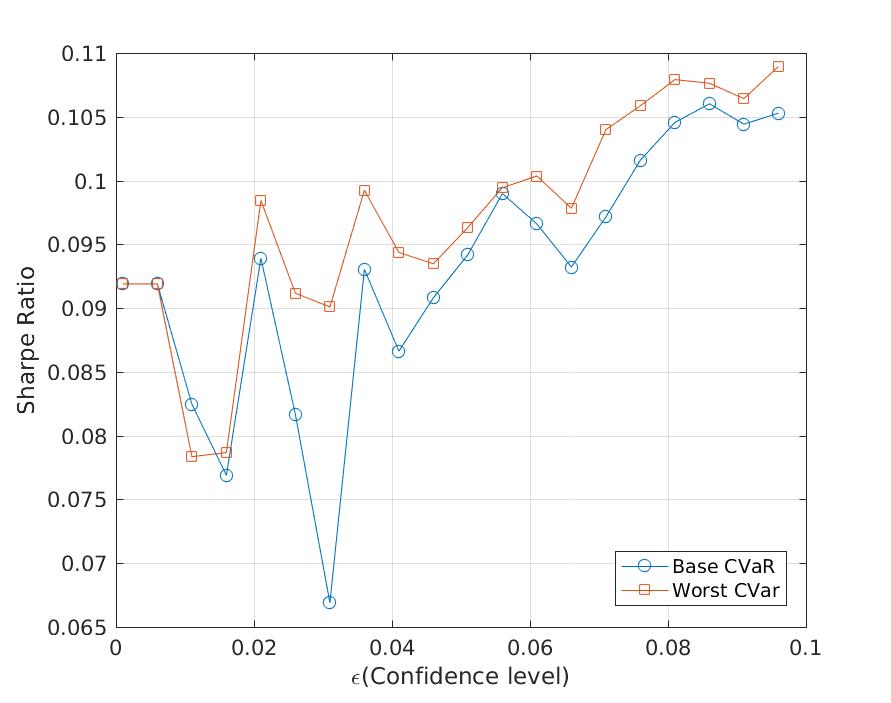 0.11
0.105
0.1
0.095
0.09
0.085
0.08
0.075
0.07
0.065
Sharpe Ratio
0 0.02 0.04 0.06 0.08 0.1
ϵ(Confidence level)
Base CVaR
Worst CVar